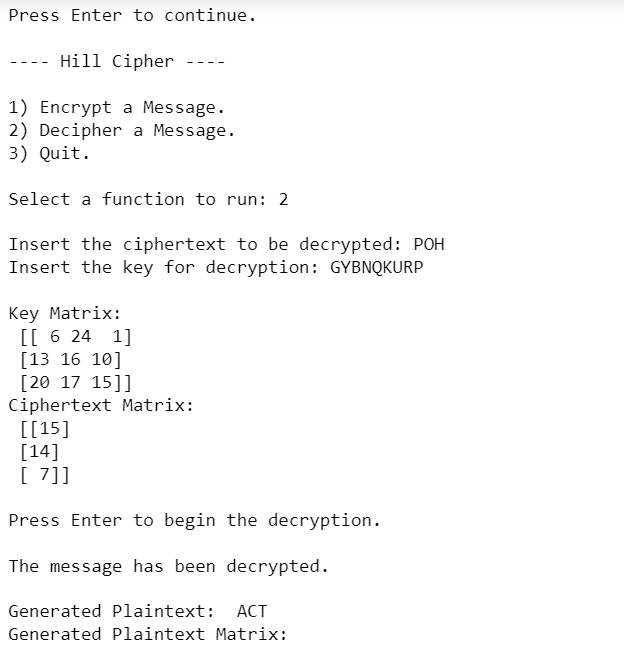 Press Enter to continue.
---- Hill Cipher ----
1) Encrypt a Message.
2) Decipher a Message.
3) Quit.
Select a function to run: 2
Insert the ciphertext to be decrypted: POH
Insert the key for decryption: GYBNQKURP
Key Matrix:
[[ 6 24  1]
[13 16 10]
[20 17 15]]
Ciphertext Matrix:
[[15]
[14]
[ 7]]
Press Enter to begin the decryption.
The message has been decrypted.
Generated Plaintext:  ACT
Generated Plaintext Matrix: